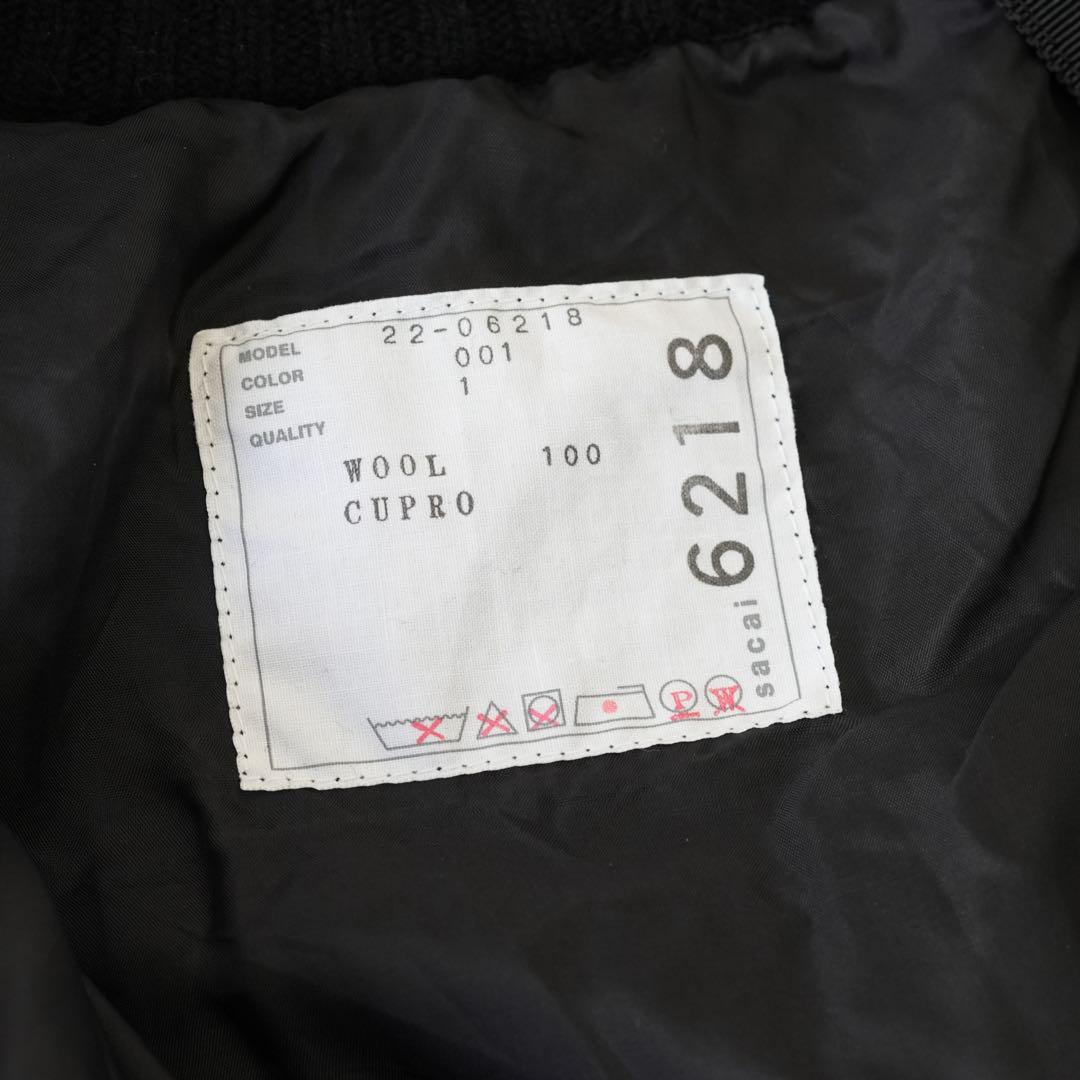 MODEL 22-06218
COLOR 001
SIZE 1
QUALITY
WOOL 100
CUPRO
sacai 6218
P W